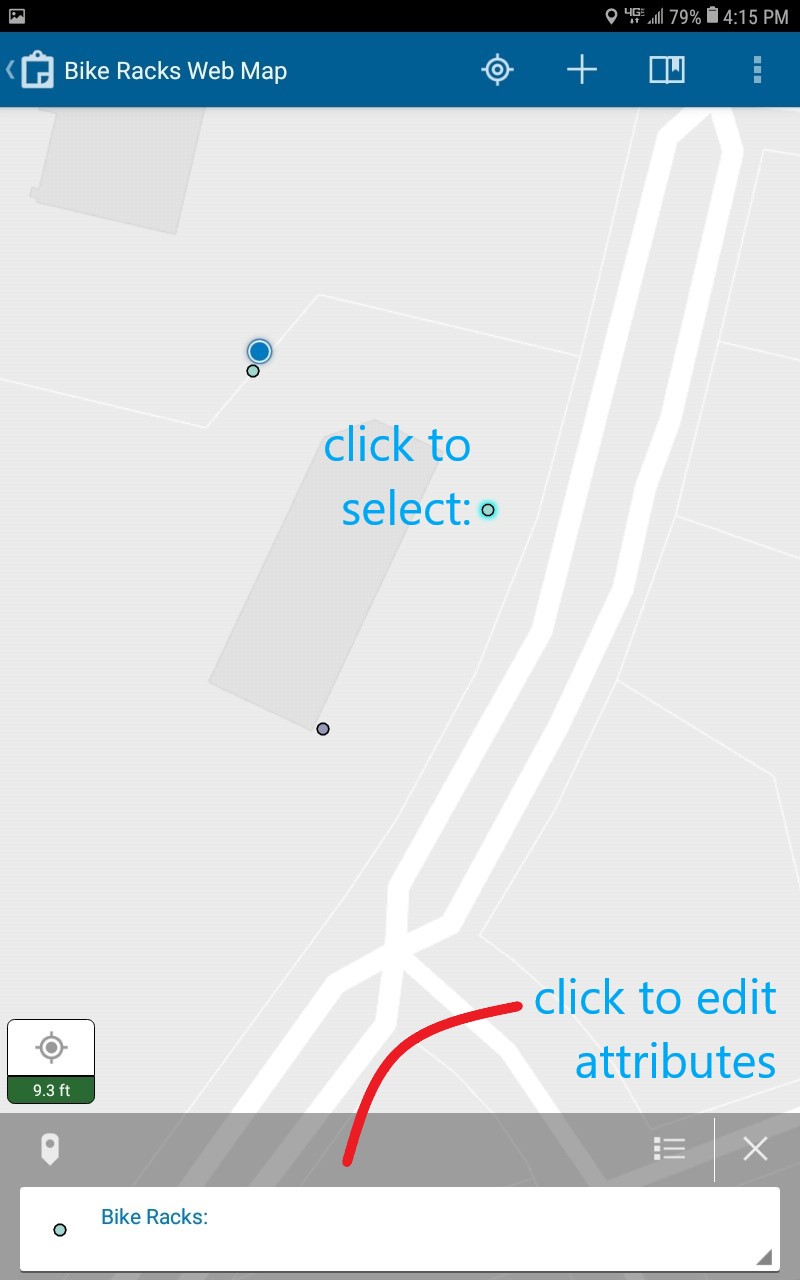 4GE 79% 4:15 PM
Bike Racks Web Map
click to
select:
click to edit
attributes
9.3 ft
Bike Racks: